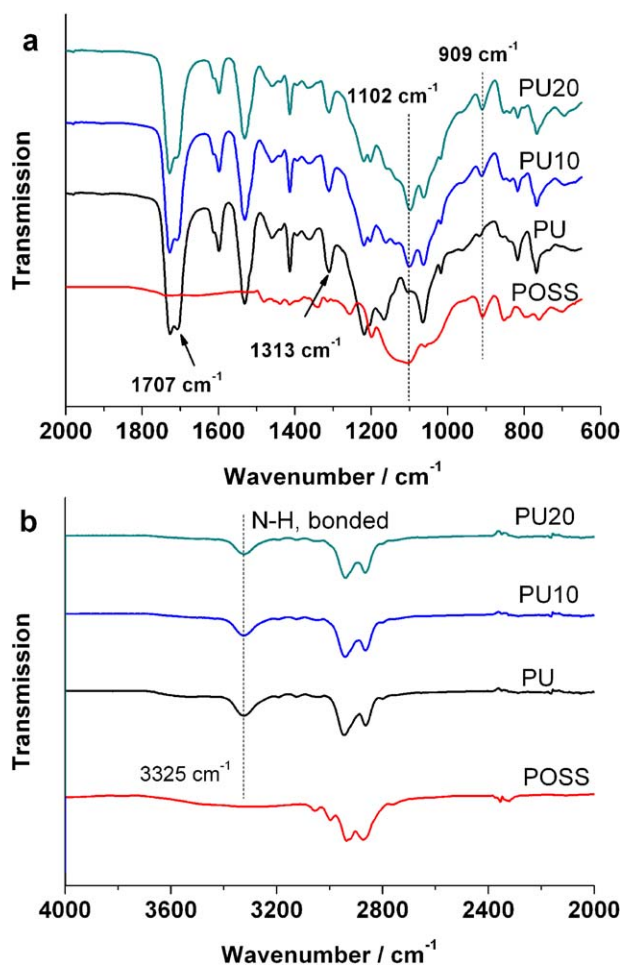 a
909 cm⁻¹
1102 cm⁻¹
PU20
PU10
PU
POSS
1313 cm⁻¹
1707 cm⁻¹
Transmission
2000 1800 1600 1400 1200 1000 800 600
Wavenumber / cm⁻¹
b
N-H, bonded
PU20
PU10
PU
3325 cm⁻¹
POSS
Transmission
4000 3600 3200 2800 2400 2000
Wavenumber / cm⁻¹